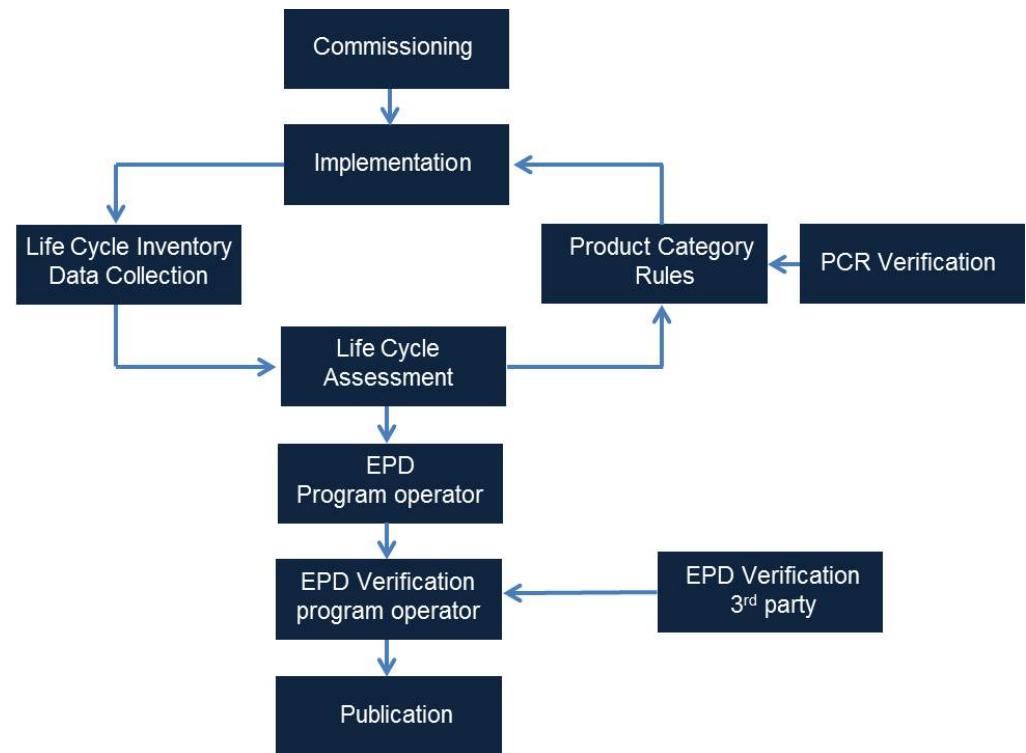 Commissioning
Implementation
Life Cycle Inventory
Data Collection
Product Category
Rules
PCR Verification
Life Cycle
Assessment
EPD
Program operator
EPD Verification
program operator
EPD Verification
3rd party
Publication